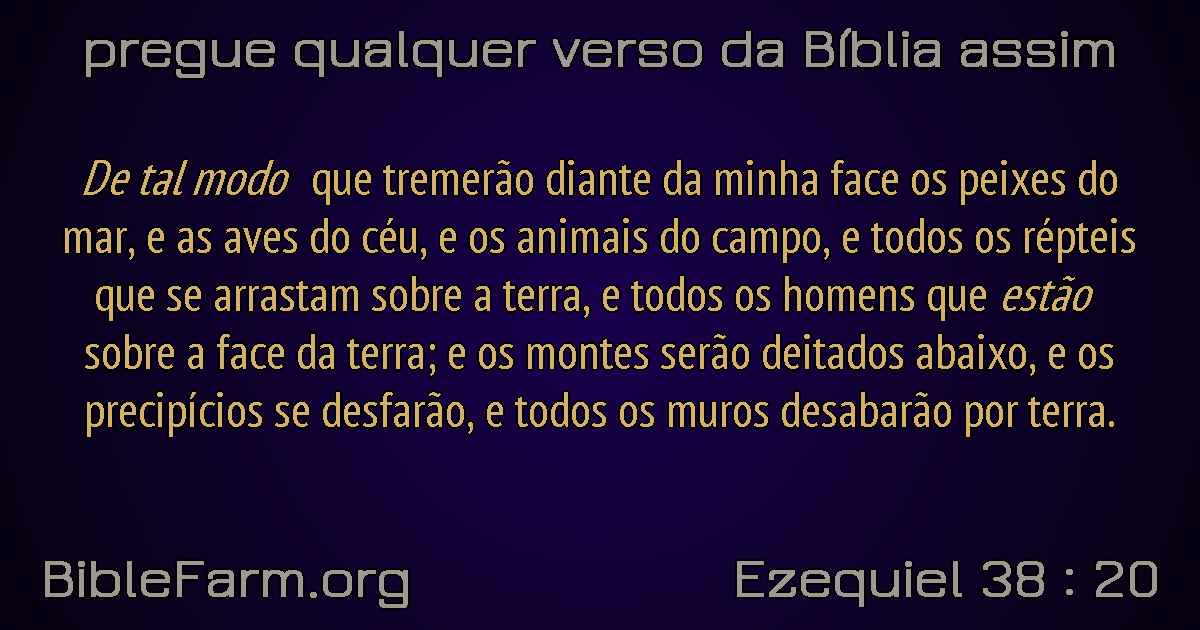 pregue qualquer verso da Bíblia assim
De tal modo que tremerão diante da minha face os peixes do
mar, e as aves do céu, e os animais do campo, e todos os répteis
que se arrastam sobre a terra, e todos os homens que estão
sobre a face da terra; e os montes serão deitados abaixo, e os
precipícios se desfarão, e todos os muros desabarão por terra.
BibleFarm.org
Ezequiel 38 : 20